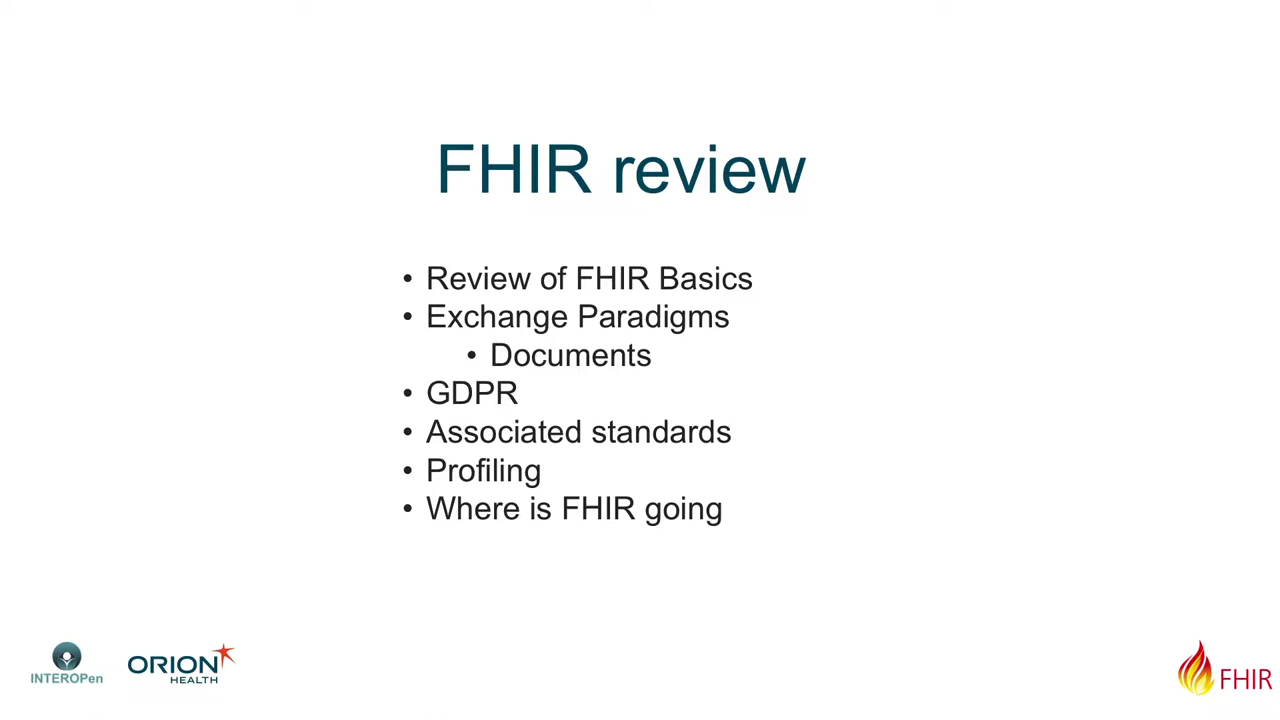 FHIR review
• Review of FHIR Basics
• Exchange Paradigms
• Documents
• GDPR
• Associated standards
• Profiling
• Where is FHIR going
INTEROPen
ORION
HEALTH
FHIR